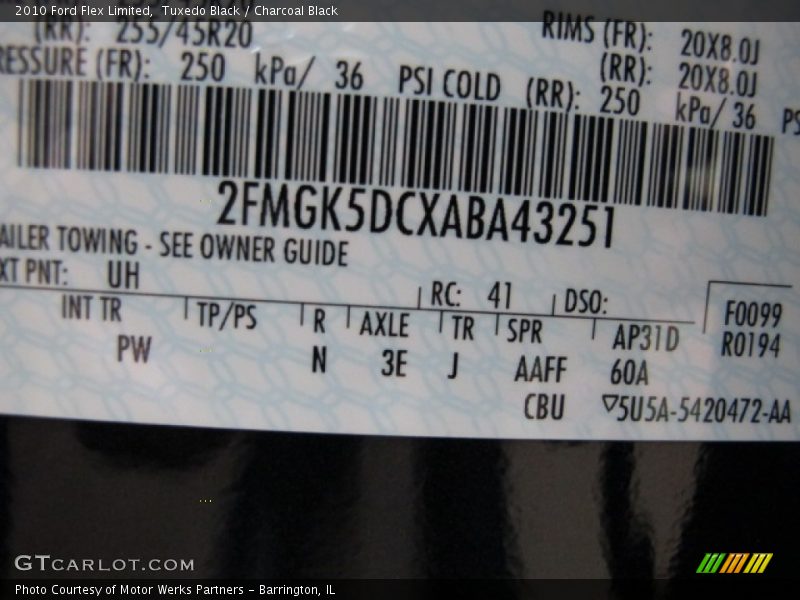 2010 Ford Flex Limited,  Tuxedo Black / Charcoal Black
(RR): 255/45R20
RIMS (FR): 20X8.0J
RESSURE (FR): 250 kPa/ 36 PSI COLD
(RR): 20X8.0J
(RR): 250 kPa/ 36 PS
2FMGK5DCXABA43251
AILER TOWING - SEE OWNER GUIDE
XT PNT: UH
RC: 41 DSO:
F0099
INT TR TP/PS R AXLE TR SPR AP31D R0194
PW N 3E J AAFF 60A
CBU ▽5U5A-5420472-AA
GTCARLOT.COM
Photo Courtesy of Motor Werks Partners - Barrington, IL